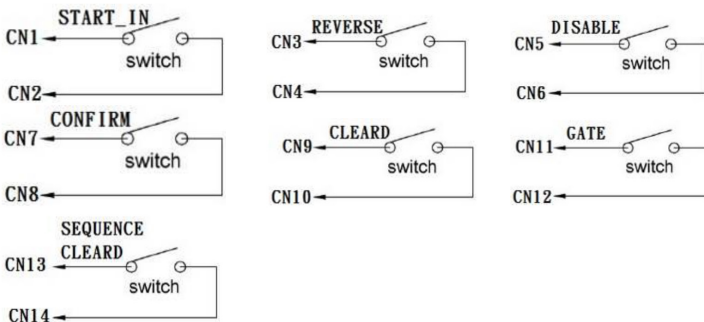 START_IN
CN1
switch
CN2
REVERSE
CN3
switch
CN4
DISABLE
CN5
switch
CN6
CONFIRM
CN7
switch
CN8
CLEARD
CN9
switch
CN10
GATE
CN11
switch
CN12
SEQUENCE
CLEARD
CN13
switch
CN14